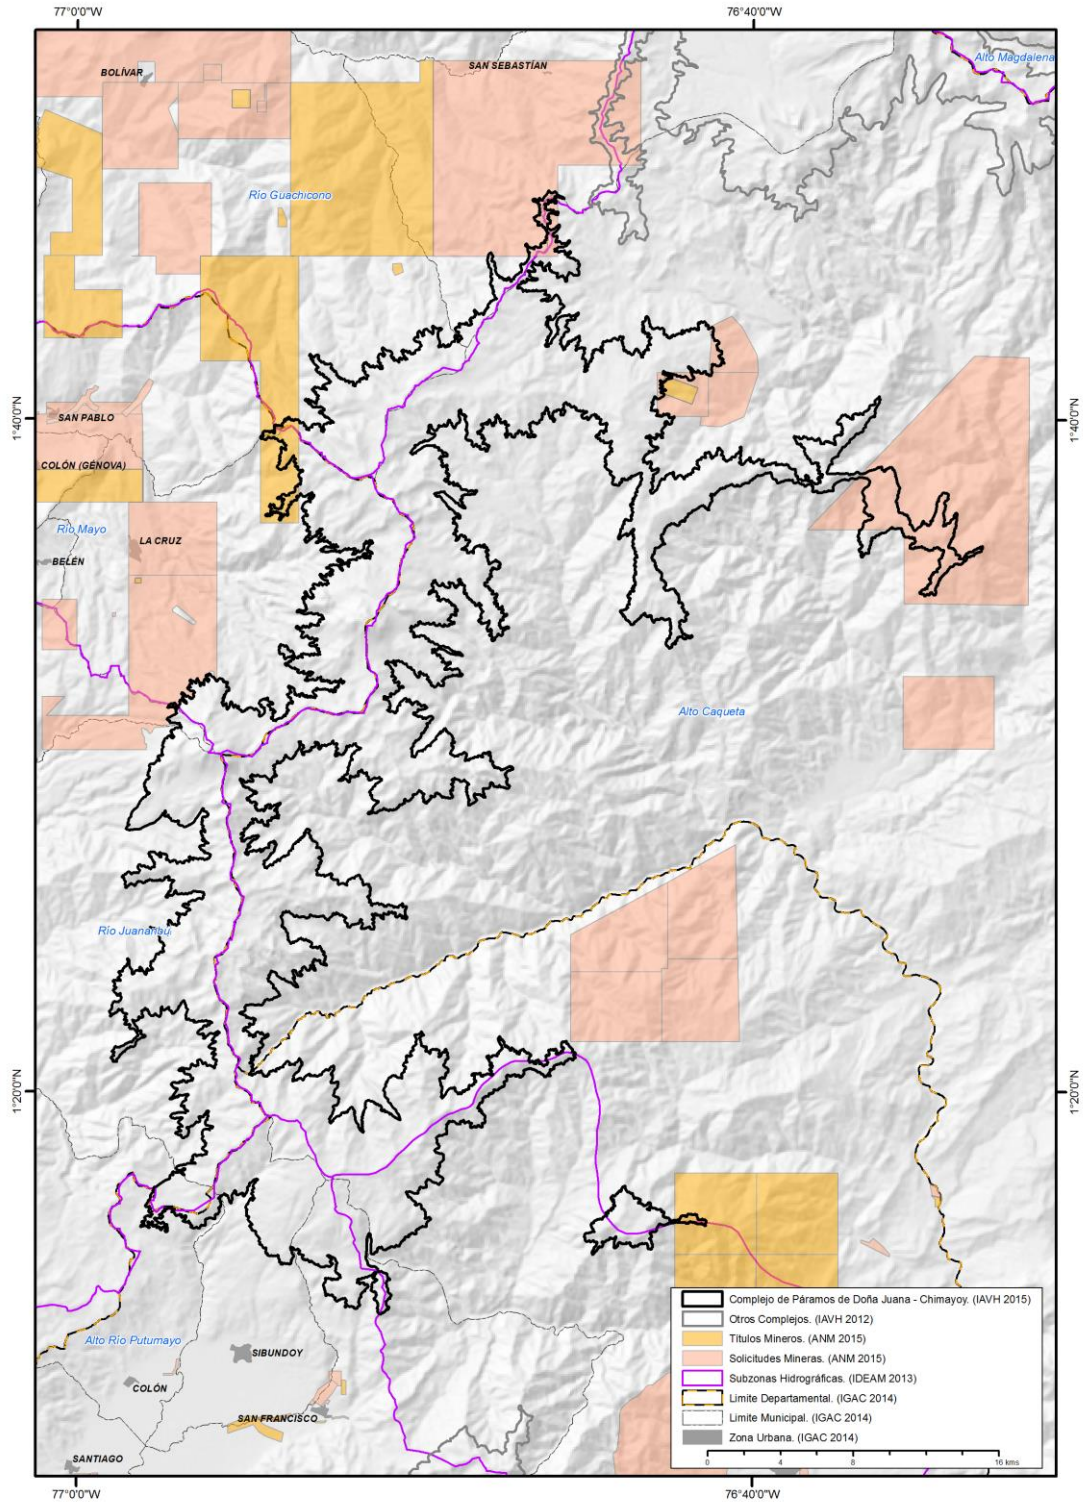 77°0'0"W
76°40'0"W
Alto Magdalena
BOLÍVAR
SAN SEBASTÍAN
Río Guachicono
1°40'0"N
1°40'0"N
SAN PABLO
COLÓN (GÉNOVA)
Río Mayo
LA CRUZ
BELÉN
Alto Caqueta
Río Juanambú
1°20'0"N
1°20'0"N
Alto Río Putumayo
SIBUNDOY
COLÓN
SAN FRANCISCO
SANTIAGO
Complejo de Páramos de Doña Juana - Chimayoy. (IAVH 2015)
Otros Complejos. (IAVH 2012)
Títulos Mineros. (ANM 2015)
Solicitudes Mineras. (ANM 2015)
Subzonas Hidrográficas. (IDEAM 2013)
Limite Departamental. (IGAC 2014)
Limite Municipal. (IGAC 2014)
Zona Urbana. (IGAC 2014)
0 4 8 16 kms
77°0'0"W
76°40'0"W